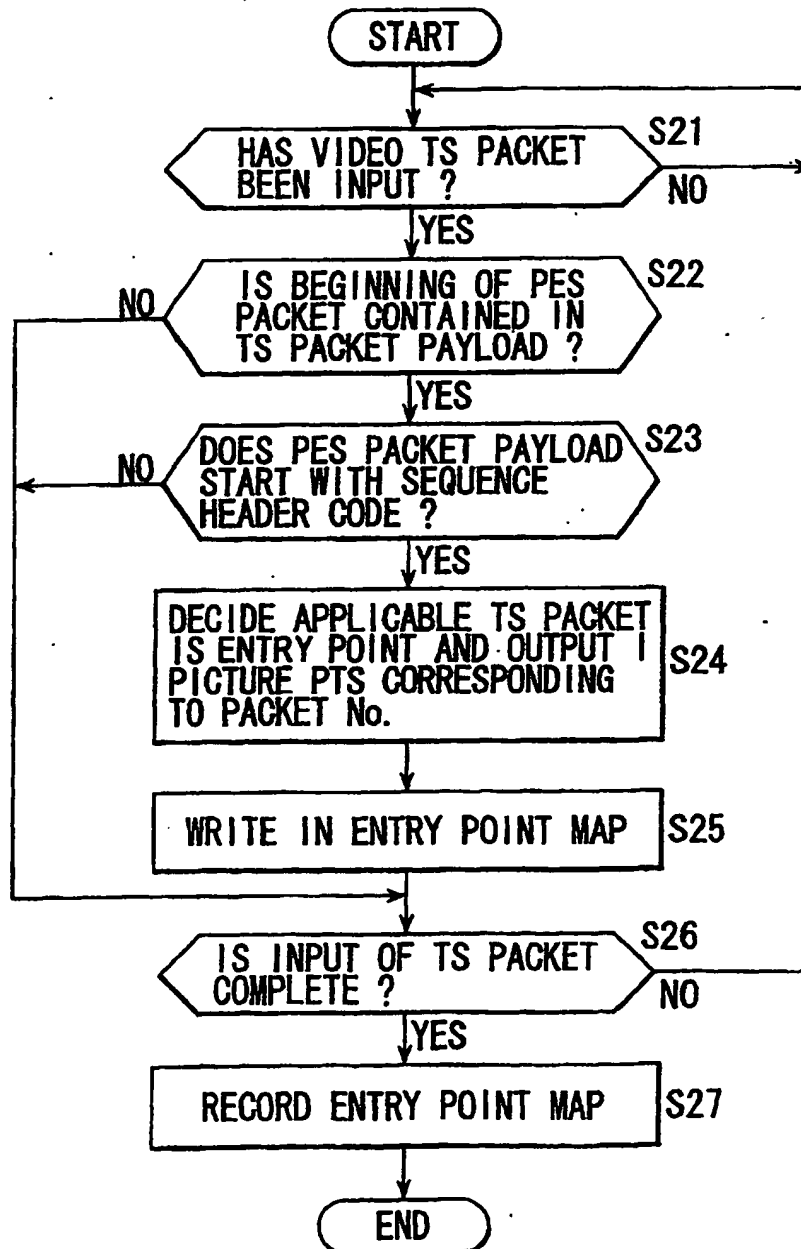 START
HAS VIDEO TS PACKET
BEEN INPUT ?
S21
NO
YES
IS BEGINNING OF PES
PACKET CONTAINED IN
TS PACKET PAYLOAD ?
S22
NO
YES
DOES PES PACKET PAYLOAD
START WITH SEQUENCE
HEADER CODE ?
S23
NO
YES
DECIDE APPLICABLE TS PACKET
IS ENTRY POINT AND OUTPUT I
PICTURE PTS CORRESPONDING
TO PACKET No.
S24
WRITE IN ENTRY POINT MAP
S25
IS INPUT OF TS PACKET
COMPLETE ?
S26
NO
YES
RECORD ENTRY POINT MAP
S27
END